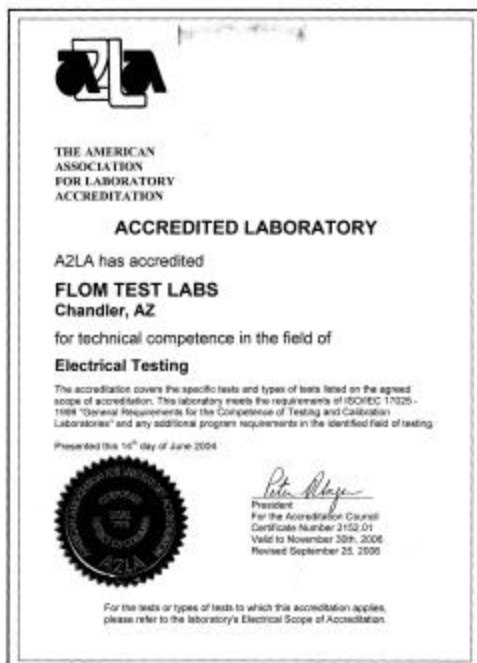 A2LA
THE AMERICAN
ASSOCIATION
FOR LABORATORY
ACCREDITATION
ACCREDITED LABORATORY
A2LA has accredited
FLOM TEST LABS
Chandler, AZ
for technical competence in the field of
Electrical Testing
The accreditation covers the specific tests and types of tests listed on the agreed
scope of accreditation. This laboratory meets the requirements of ISO/IEC 17025 -
1999 "General Requirements for the Competence of Testing and Calibration
Laboratories" and any additional program requirements in the identified field of testing.
Presented this 14th day of June 2004.
President
For the Accreditation Council
Certificate Number 2152.01
Valid to November 30th, 2006
Revised September 25, 2006
CORPORATE
SEAL
1978
A2LA
For the tests or types of tests to which this accreditation applies,
please refer to the laboratory's Electrical Scope of Accreditation.